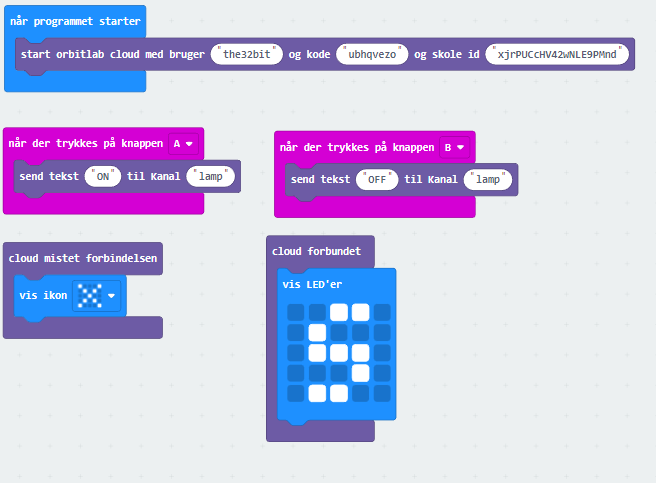 når programmet starter
start orbitlab cloud med bruger "the32bit" og kode "ubhqvezo" og skole id "xjrPUCcHV42wNLE9PMnd"
når der trykkes på knappen A
send tekst "ON" til Kanal "lamp"
når der trykkes på knappen B
send tekst "OFF" til Kanal "lamp"
cloud mistet forbindelsen
vis ikon
cloud forbundet
vis LED'er